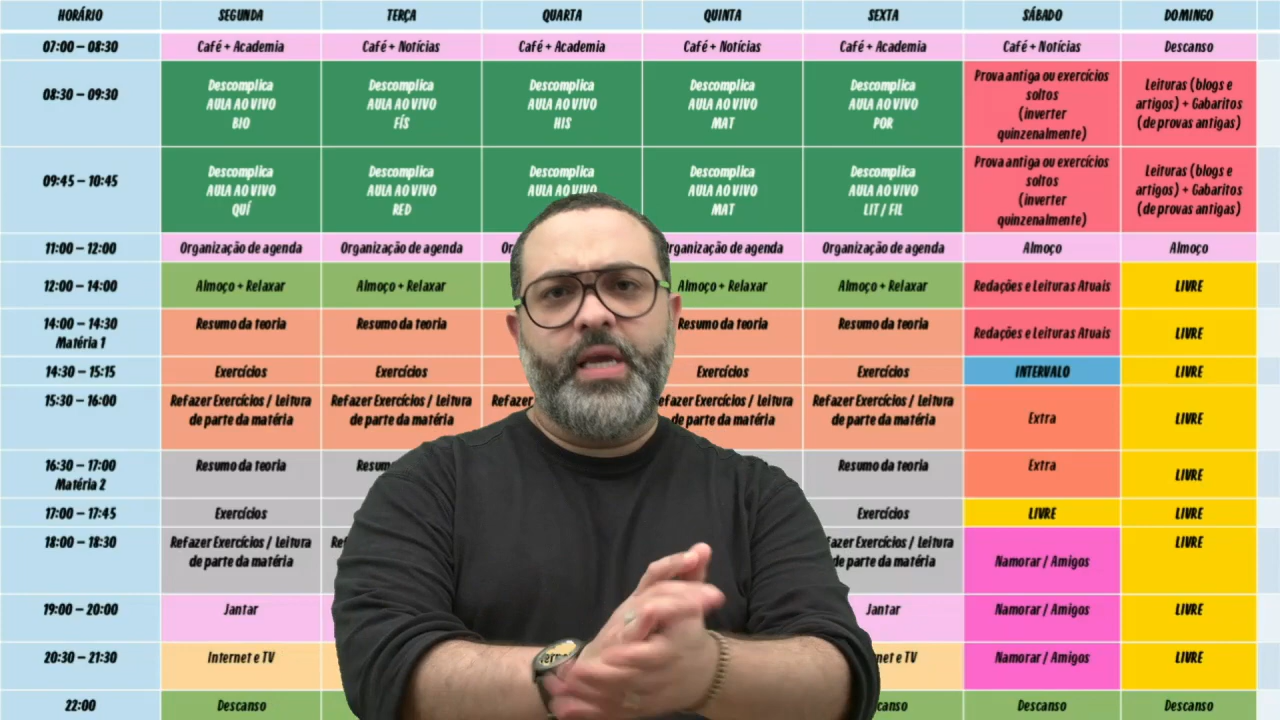 HORÁRIO SEGUNDA TERÇA QUARTA QUINTA SEXTA SÁBADO DOMINGO
07:00 – 08:30 Café + Academia Café + Notícias Café + Academia Café + Notícias Café + Academia Café + Notícias Descanso
08:30 – 09:30
Descomplica
AULA AO VIVO
BIO
Descomplica
AULA AO VIVO
FÍS
Descomplica
AULA AO VIVO
HIS
Descomplica
AULA AO VIVO
MAT
Descomplica
AULA AO VIVO
POR
Prova antiga ou exercícios
soltos
(inverter
quinzenalmente)
Leituras (blogs e
artigos) + Gabaritos
(de provas antigas)
09:45 – 10:45
Descomplica
AULA AO VIVO
QUÍ
Descomplica
AULA AO VIVO
RED
Descomplica
AULA AO VIVO
Descomplica
AULA AO VIVO
MAT
Descomplica
AULA AO VIVO
LIT / FIL
Prova antiga ou exercícios
soltos
(inverter
quinzenalmente)
Leituras (blogs e
artigos) + Gabaritos
(de provas antigas)
11:00 – 12:00 Organização de agenda Organização de agenda Organização de agenda Organização de agenda Almoço Almoço
12:00 – 14:00 Almoço + Relaxar Almoço + Relaxar Almoço + Relaxar Almoço + Relaxar Redações e Leituras Atuais LIVRE
14:00 – 14:30
Matéria 1
Resumo da teoria Resumo da teoria Resumo da teoria Resumo da teoria Redações e Leituras Atuais LIVRE
14:30 – 15:15 Exercícios Exercícios Exercícios Exercícios INTERVALO LIVRE
15:30 – 16:00
Refazer Exercícios / Leitura
de parte da matéria
Refazer Exercícios / Leitura
de parte da matéria
Refazer
Refazer Exercícios / Leitura
de parte da matéria
Refazer Exercícios / Leitura
de parte da matéria
Extra LIVRE
16:30 – 17:00
Matéria 2
Resumo da teoria Resumo da teoria Extra LIVRE
17:00 – 17:45 Exercícios Exercícios LIVRE LIVRE
18:00 – 18:30
Refazer Exercícios / Leitura
de parte da matéria
Exercícios / Leitura
de parte da matéria
Namorar / Amigos LIVRE
19:00 – 20:00 Jantar Jantar Namorar / Amigos LIVRE
20:30 – 21:30 Internet e TV e TV Namorar / Amigos LIVRE
22:00 Descanso Descanso Descanso